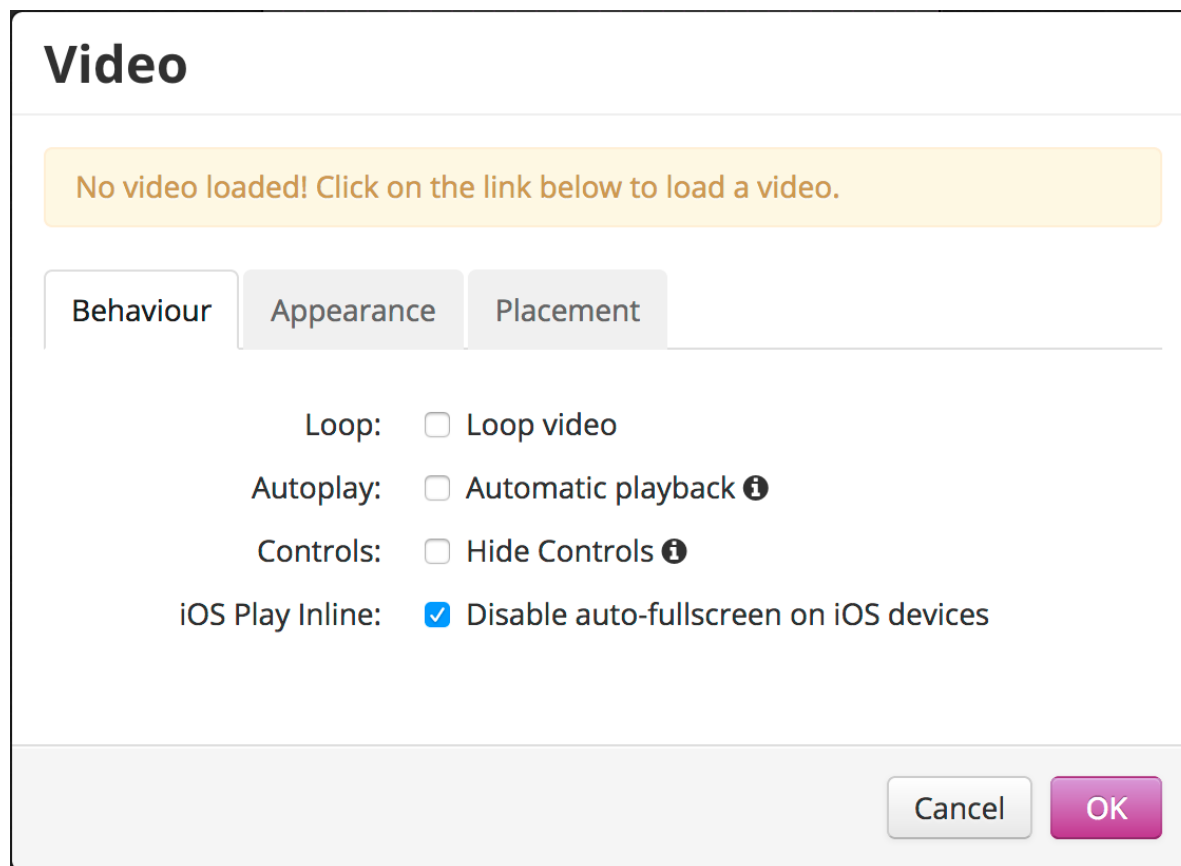 Video
No video loaded! Click on the link below to load a video.
Behaviour Appearance Placement
Loop: Loop video
Autoplay: Automatic playback
Controls: Hide Controls
iOS Play Inline: Disable auto-fullscreen on iOS devices
Cancel OK